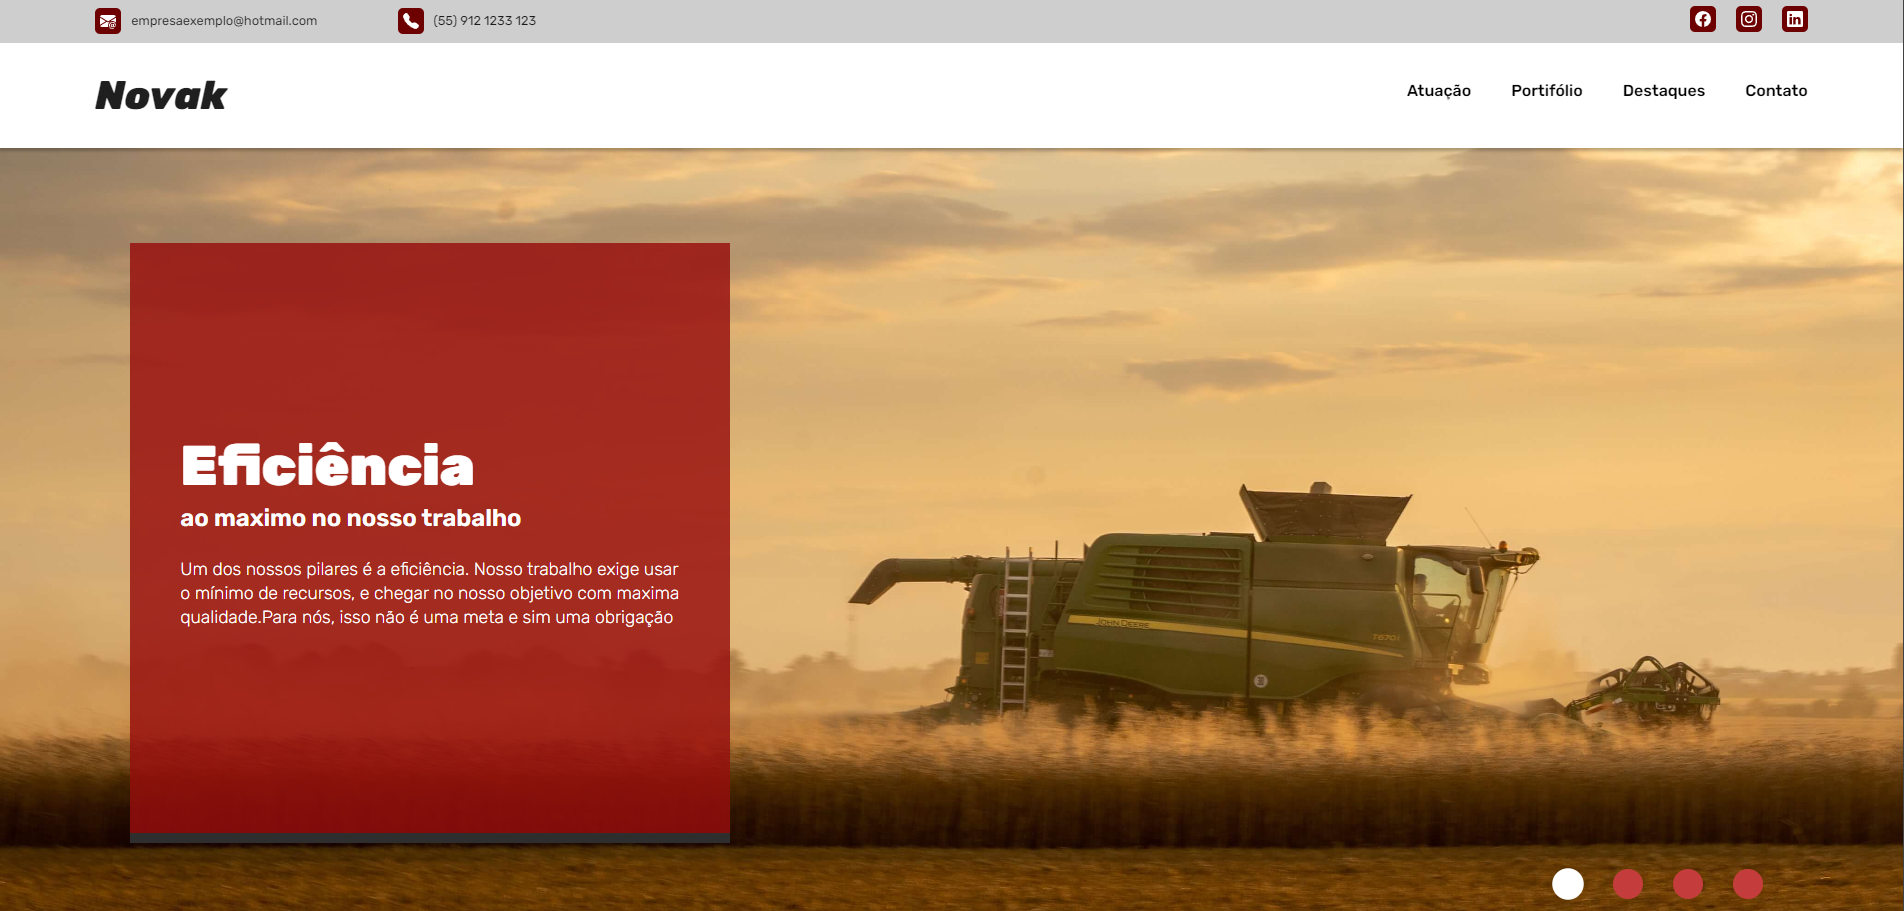 empresaexemplo@hotmail.com
(55) 912 1233 123
Novak
Atuação
Portifólio
Destaques
Contato
Eficiência
ao maximo no nosso trabalho
Um dos nossos pilares é a eficiência. Nosso trabalho exige usar
o mínimo de recursos, e chegar no nosso objetivo com maxima
qualidade.Para nós, isso não é uma meta e sim uma obrigação
JOHN DEERE